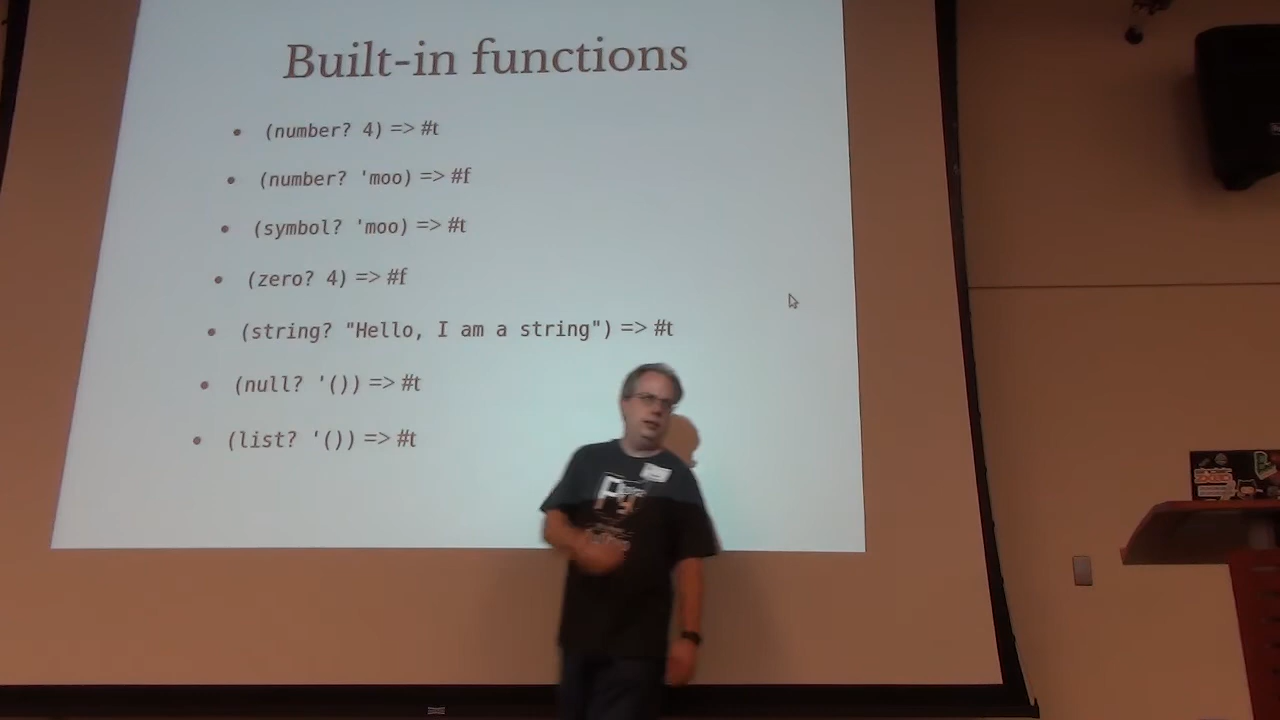 Built-in functions
• (number? 4) => #t
• (number? 'moo) => #f
• (symbol? 'moo) => #t
• (zero? 4) => #f
• (string? "Hello, I am a string") => #t
• (null? '()) => #t
• (list? '()) => #t